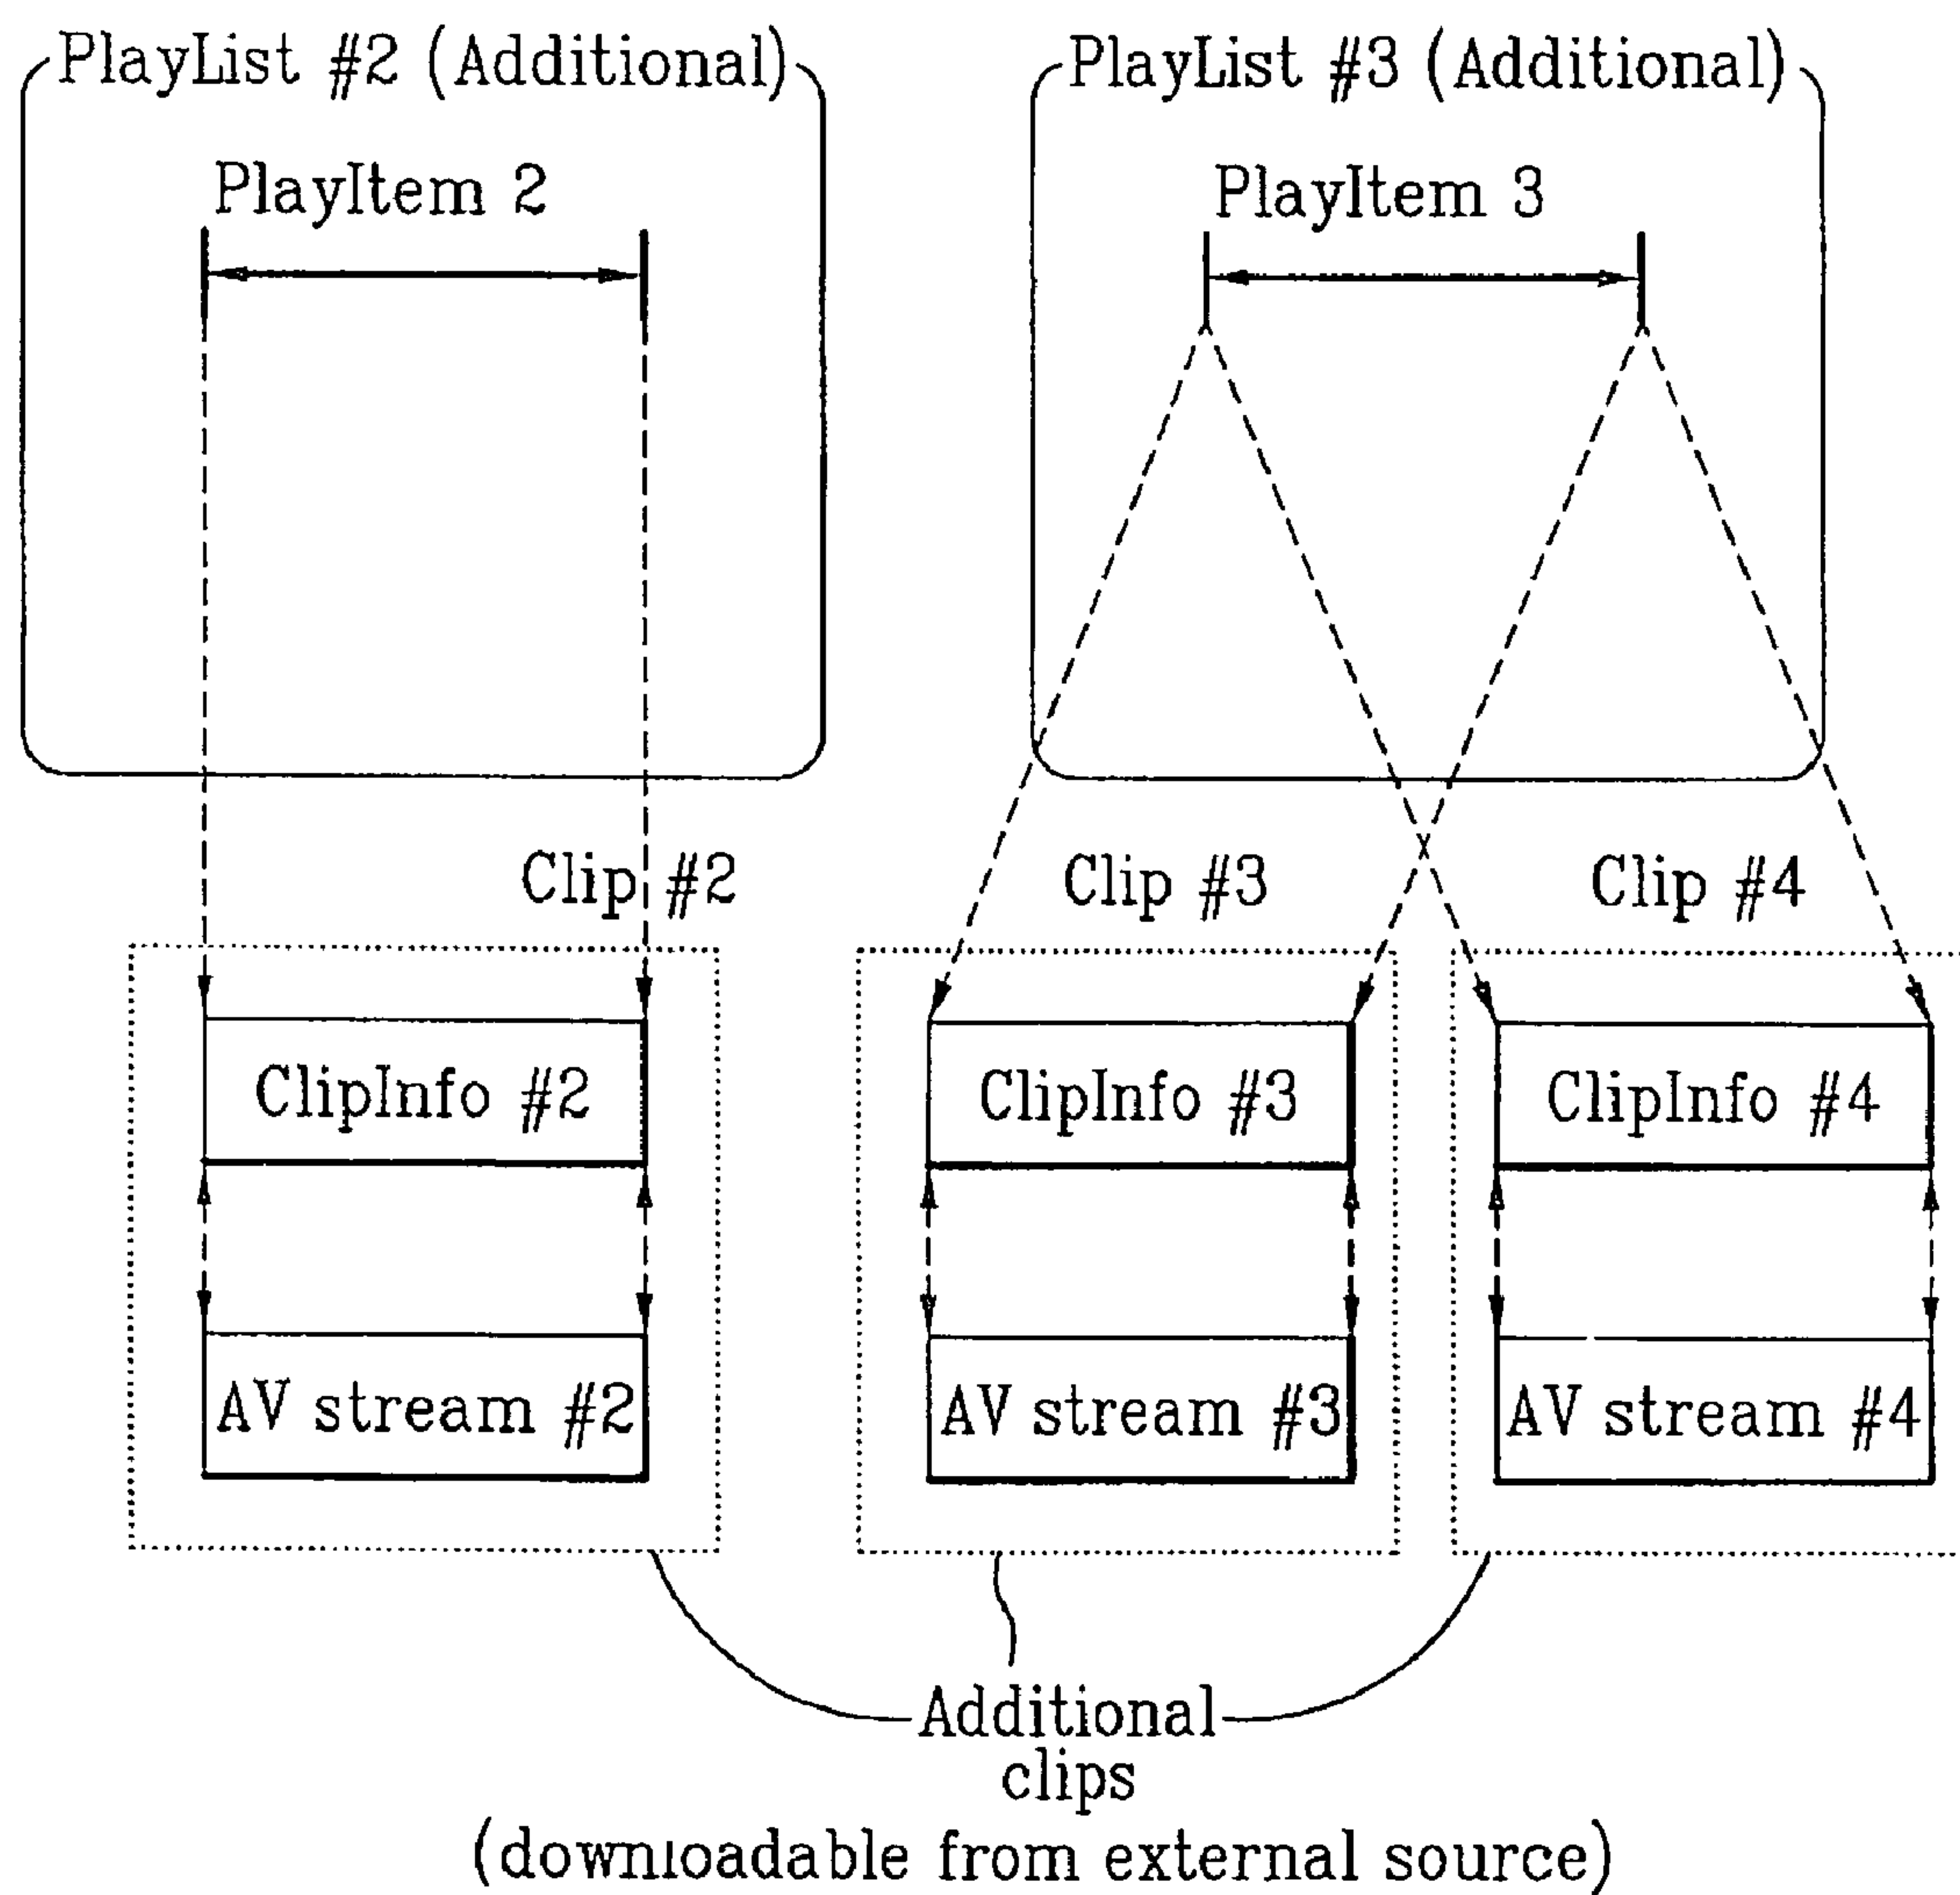 PlayList #2 (Additional)
PlayList #3 (Additional)
PlayItem 2
PlayItem 3
Clip #2
Clip #3
Clip #4
ClipInfo #2
ClipInfo #3
ClipInfo #4
AV stream #2
AV stream #3
AV stream #4
Additional
clips
(downloadable from external source)